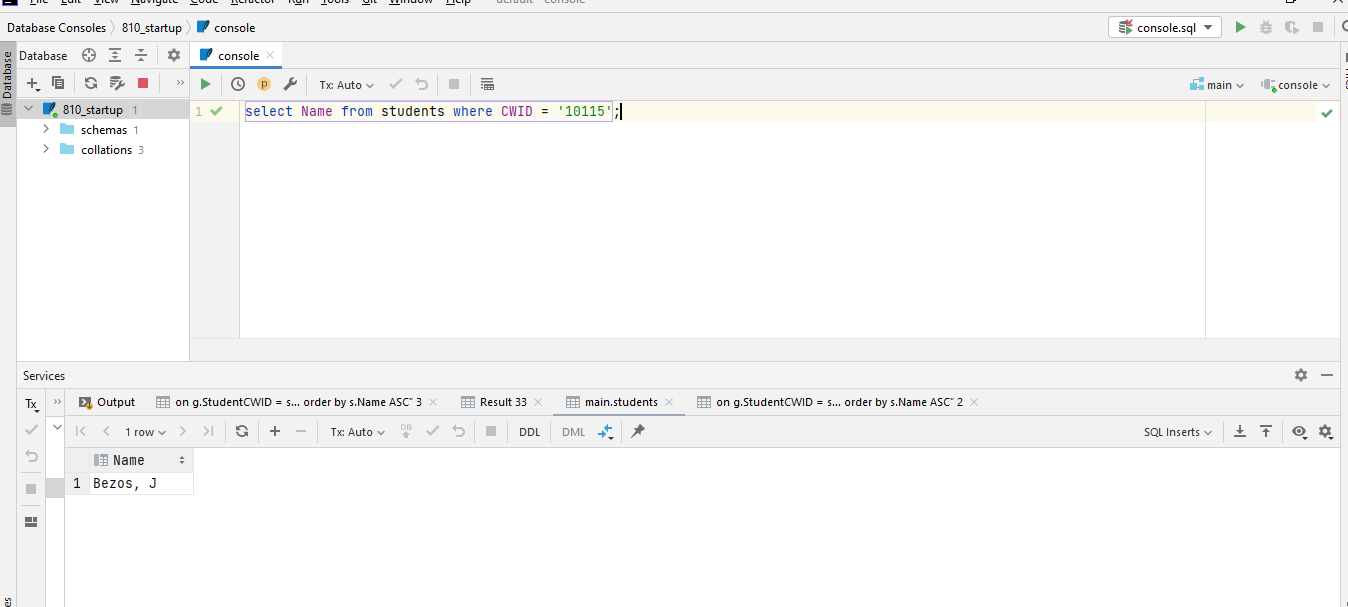 File Edit View Navigate Code Refactor Run Tools Git Window Help default - console
Database Consoles 810_startup console console.sql
Database
Database console
Tx: Auto main console
810_startup 1
schemas 1
collations 3
1 select Name from students where CWID = '10115';
Services
Tx Output on g.StudentCWID = s... order by s.Name ASC" 3 Result 33 main.students on g.StudentCWID = s... order by s.Name ASC" 2
1 row Tx: Auto DB DDL DML SQL Inserts
Name
1 Bezos, J